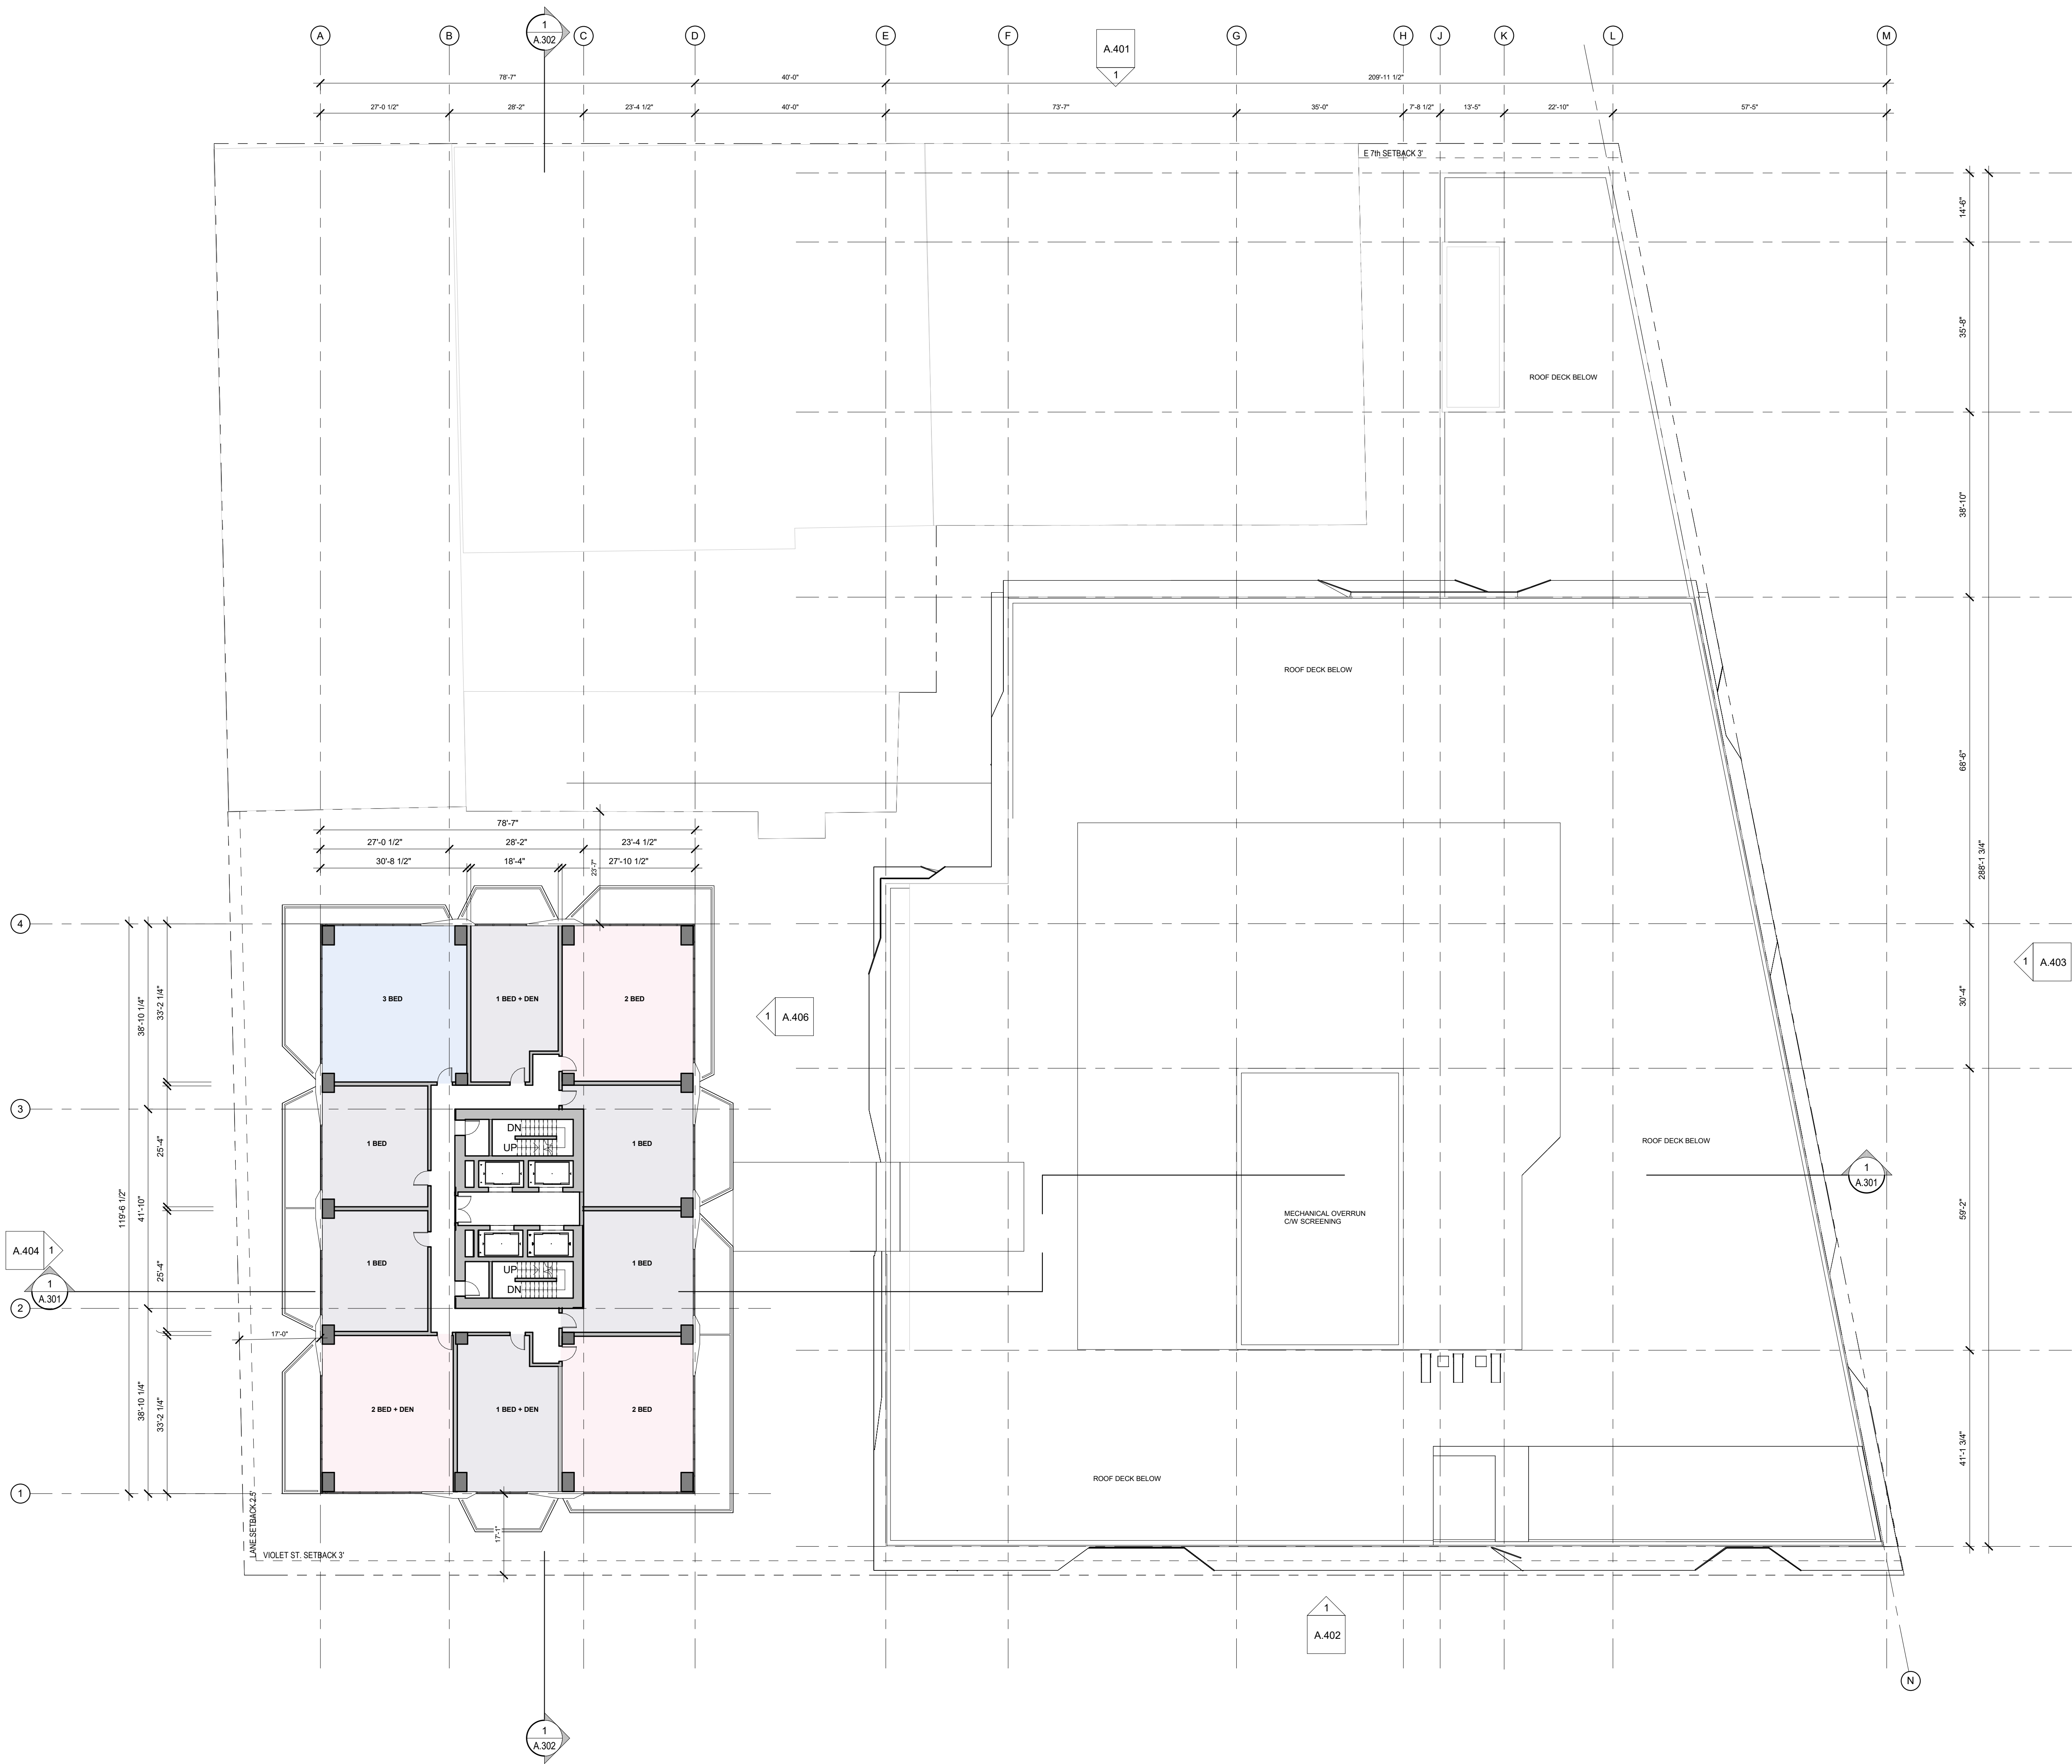 1
A.302
A
B
C
D
E
F
G
H
J
K
L
M
A.401
1
78'-7"
40'-0"
209'-11 1/2"
27'-0 1/2"
28'-2"
23'-4 1/2"
40'-0"
73'-7"
35'-0"
7'-8 1/2"
13'-5"
22'-10"
57'-5"
E 7th SETBACK 3'
14'-6"
35'-8"
ROOF DECK BELOW
38'-10"
ROOF DECK BELOW
68'-6"
288'-1 3/4"
78'-7"
27'-0 1/2"
28'-2"
23'-4 1/2"
30'-8 1/2"
18'-4"
27'-10 1/2"
23'-7"
4
3 BED
1 BED + DEN
2 BED
38'-10 1/4"
33'-2 1/4"
1
A.406
30'-4"
1
A.403
3
1 BED
DN
UP
1 BED
25'-4"
ROOF DECK BELOW
1
A.301
119'-6 1/2"
41'-10"
MECHANICAL OVERRUN
C/W SCREENING
59'-2"
A.404
1
1 BED
UP
DN
1 BED
25'-4"
1
A.301
2
17'-0"
38'-10 1/4"
33'-2 1/4"
2 BED + DEN
1 BED + DEN
2 BED
41'-1 3/4"
ROOF DECK BELOW
1
17'-1"
LANE SETBACK 2.5'
VIOLET ST. SETBACK 3'
1
A.402
N
1
A.302